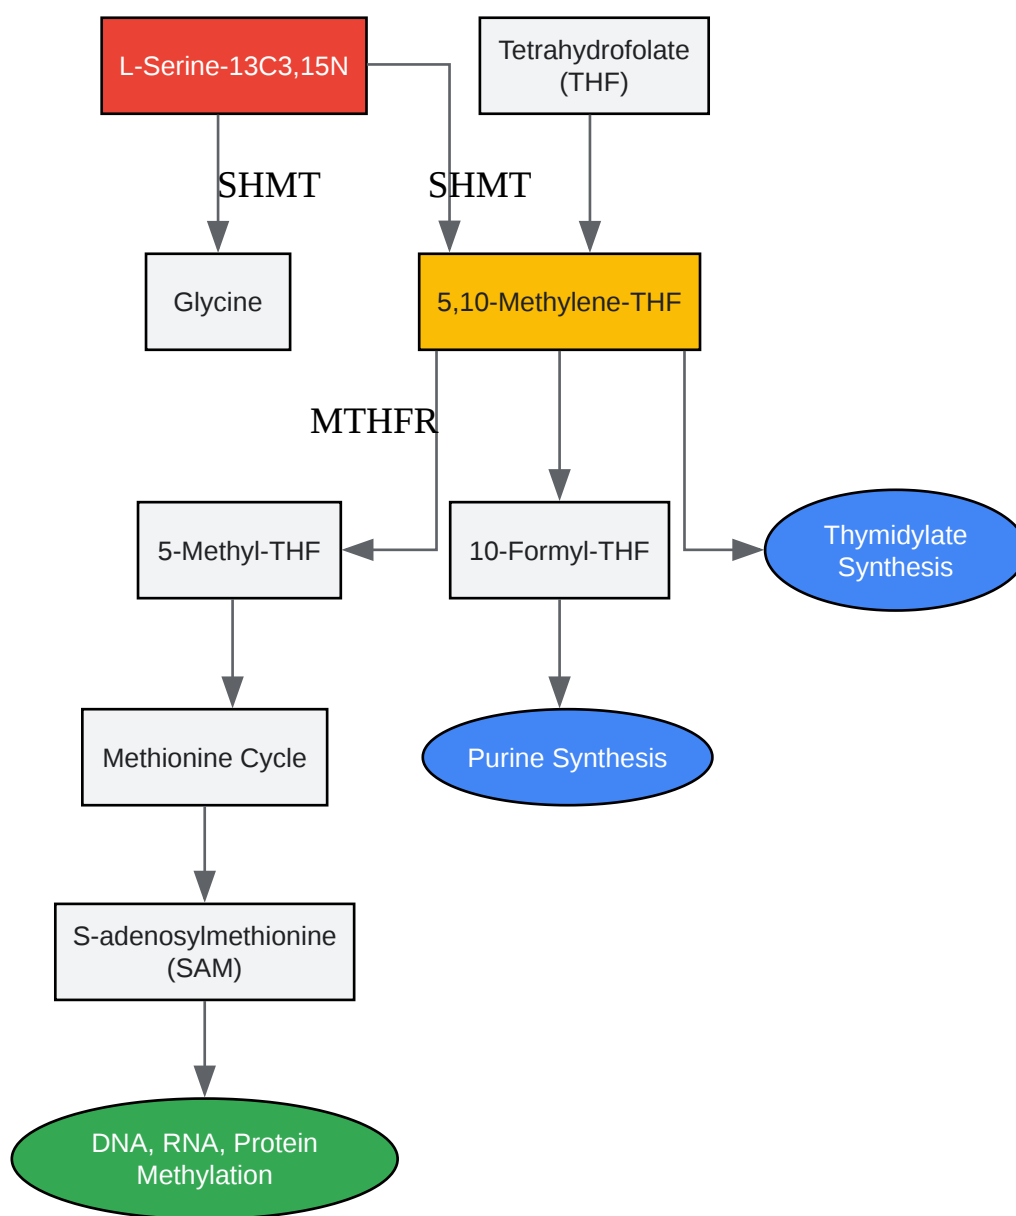 L-Serine-13C3,15N
Tetrahydrofolate
(THF)
SHMT
SHMT
Glycine
5,10-Methylene-THF
MTHFR
5-Methyl-THF
10-Formyl-THF
Thymidylate
Synthesis
Methionine Cycle
Purine Synthesis
S-adenosylmethionine
(SAM)
DNA, RNA, Protein
Methylation